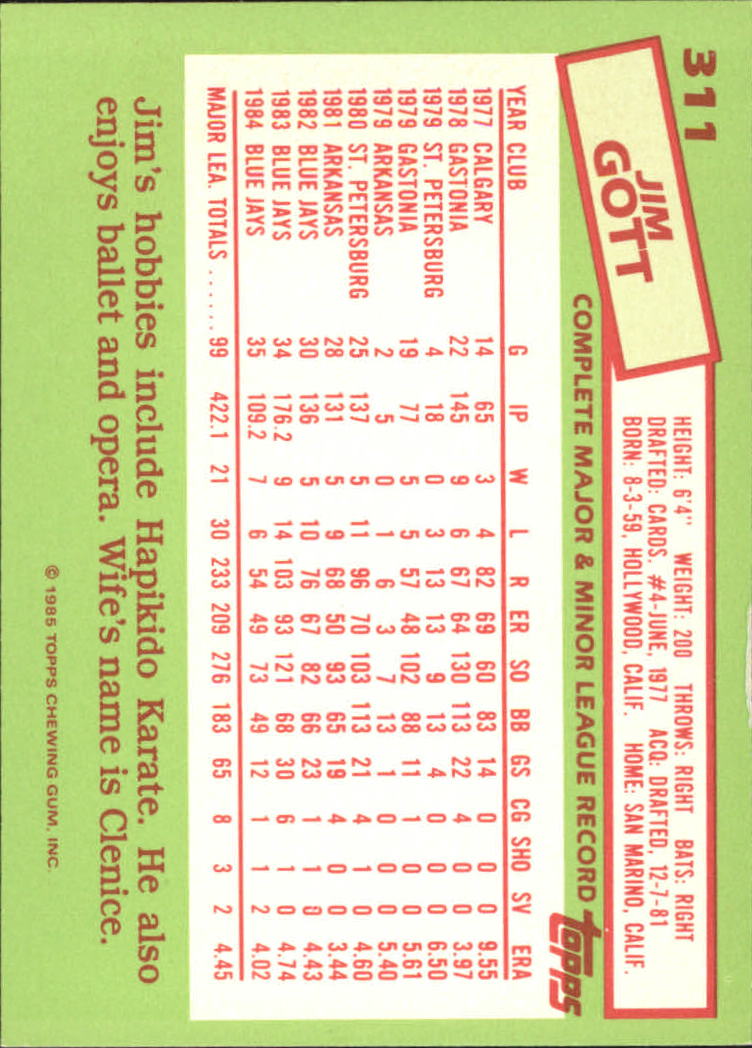 311
JIM
GOTT
HEIGHT: 6'4" WEIGHT: 200 THROWS: RIGHT BATS: RIGHT
DRAFTED: CARDS, #4-JUNE, 1977 ACQ: DRAFTED, 12-7-81
BORN: 8-3-59, HOLLYWOOD, CALIF. HOME: SAN MARINO, CALIF.
COMPLETE MAJOR & MINOR LEAGUE RECORD topps
YEAR CLUB G IP W L R ER SO BB GS CG SHO SV ERA
1977 CALGARY 14 65 3 4 82 69 60 83 14 0 0 0 9.55
1978 GASTONIA 22 145 9 6 67 64 130 113 22 4 0 0 3.97
1979 ST. PETERSBURG 4 18 0 3 13 13 9 13 4 0 0 0 6.50
1979 GASTONIA 19 77 5 5 57 48 102 88 11 1 0 0 5.61
1979 ARKANSAS 2 5 0 1 6 3 7 13 1 0 0 0 5.40
1980 ST. PETERSBURG 25 137 5 11 96 70 103 113 21 4 1 0 4.60
1981 ARKANSAS 28 131 5 9 68 50 93 65 19 4 0 0 3.44
1982 BLUE JAYS 30 136 5 10 76 67 82 66 23 1 1 0 4.43
1983 BLUE JAYS 34 176.2 9 14 103 93 121 68 30 6 1 0 4.74
1984 BLUE JAYS 35 109.2 7 6 54 49 73 49 12 1 1 2 4.02
MAJOR LEA. TOTALS ...... 99 422.1 21 30 233 209 276 183 65 8 3 2 4.45
Jim's hobbies include Hapikido Karate. He also
enjoys ballet and opera. Wife's name is Clenice.
© 1985 TOPPS CHEWING GUM, INC.